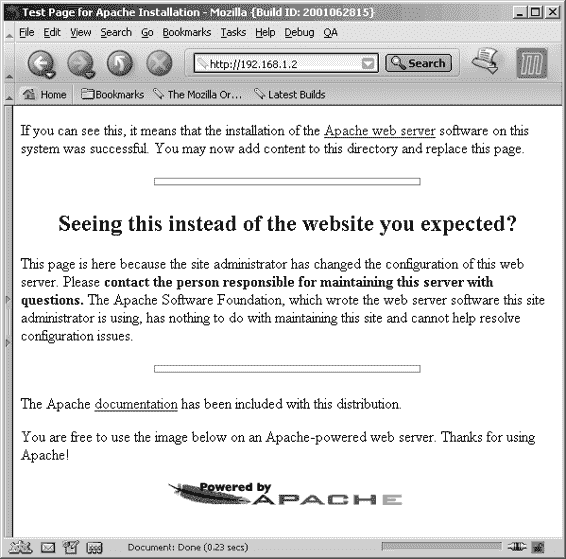 Test Page for Apache Installation - Mozilla {Build ID: 2001062815}
File Edit View Search Go Bookmarks Tasks Help Debug QA
http://192.168.1.2 Search
Home Bookmarks The Mozilla Or... Latest Builds
If you can see this, it means that the installation of the Apache web server software on this
system was successful. You may now add content to this directory and replace this page.
Seeing this instead of the website you expected?
This page is here because the site administrator has changed the configuration of this web
server. Please contact the person responsible for maintaining this server with
questions. The Apache Software Foundation, which wrote the web server software this site
administrator is using, has nothing to do with maintaining this site and cannot help resolve
configuration issues.
The Apache documentation has been included with this distribution.
You are free to use the image below on an Apache-powered web server. Thanks for using
Apache!
Powered by
APACHE
Document: Done (0.23 secs)